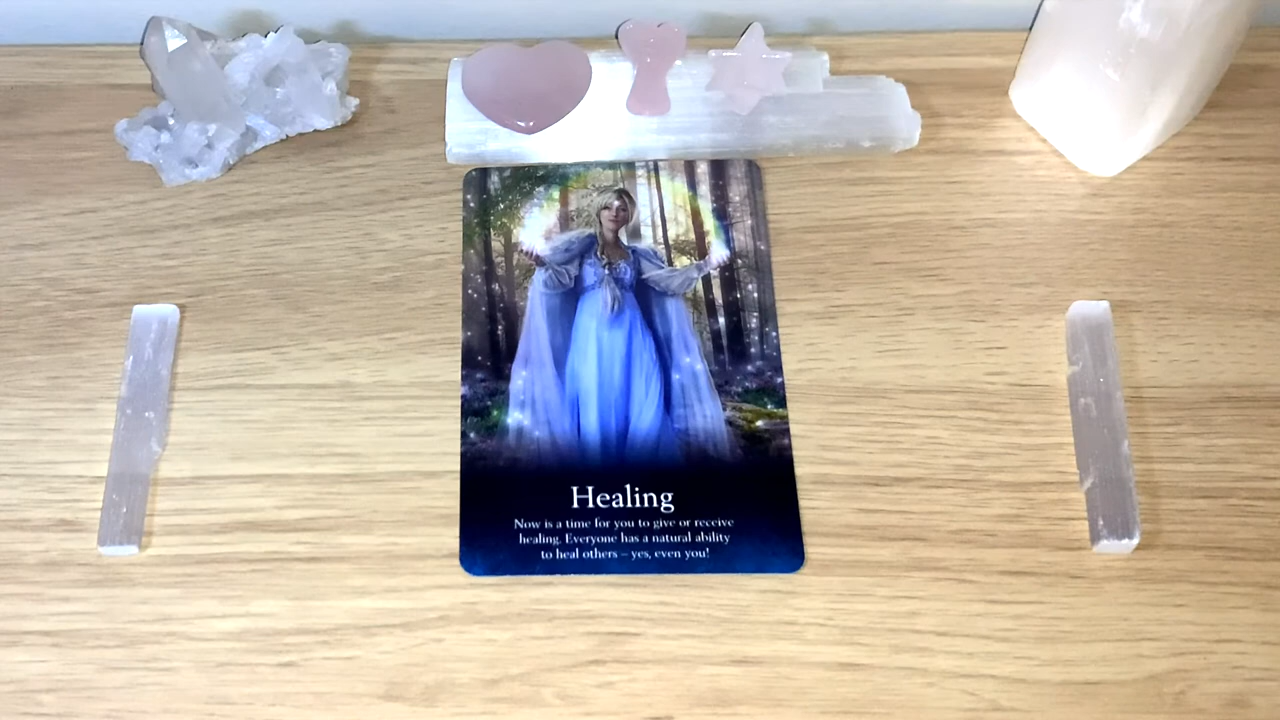 Healing
Now is a time for you to give or receive
healing. Everyone has a natural ability
to heal others – yes, even you!